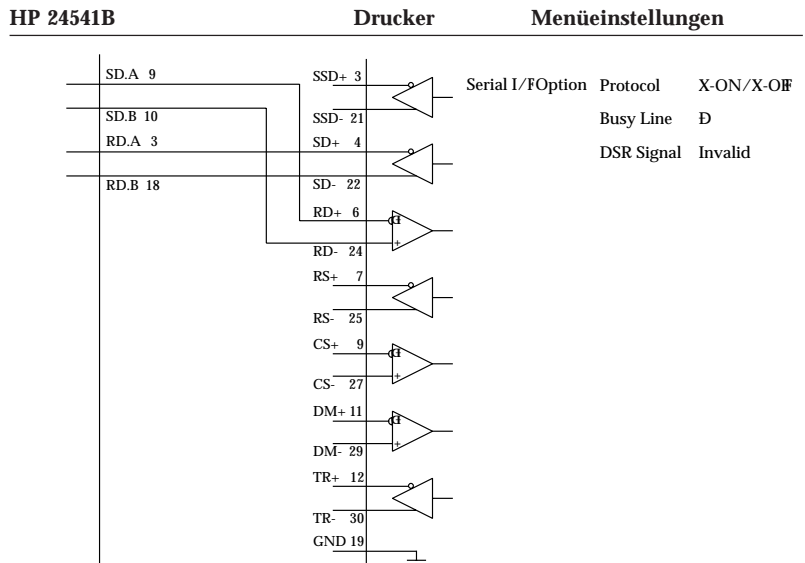 HP 24541B Drucker Menüeinstellungen
SD.A 9
SD.B 10
RD.A 3
RD.B 18
SSD+ 3
SSD- 21
SD+ 4
SD- 22
RD+ 6
RD- 24
RS+ 7
RS- 25
CS+ 9
CS- 27
DM+ 11
DM- 29
TR+ 12
TR- 30
GND 19
Serial I/F Option Protocol X-ON/X-OFF
Busy Line
DSR Signal Invalid